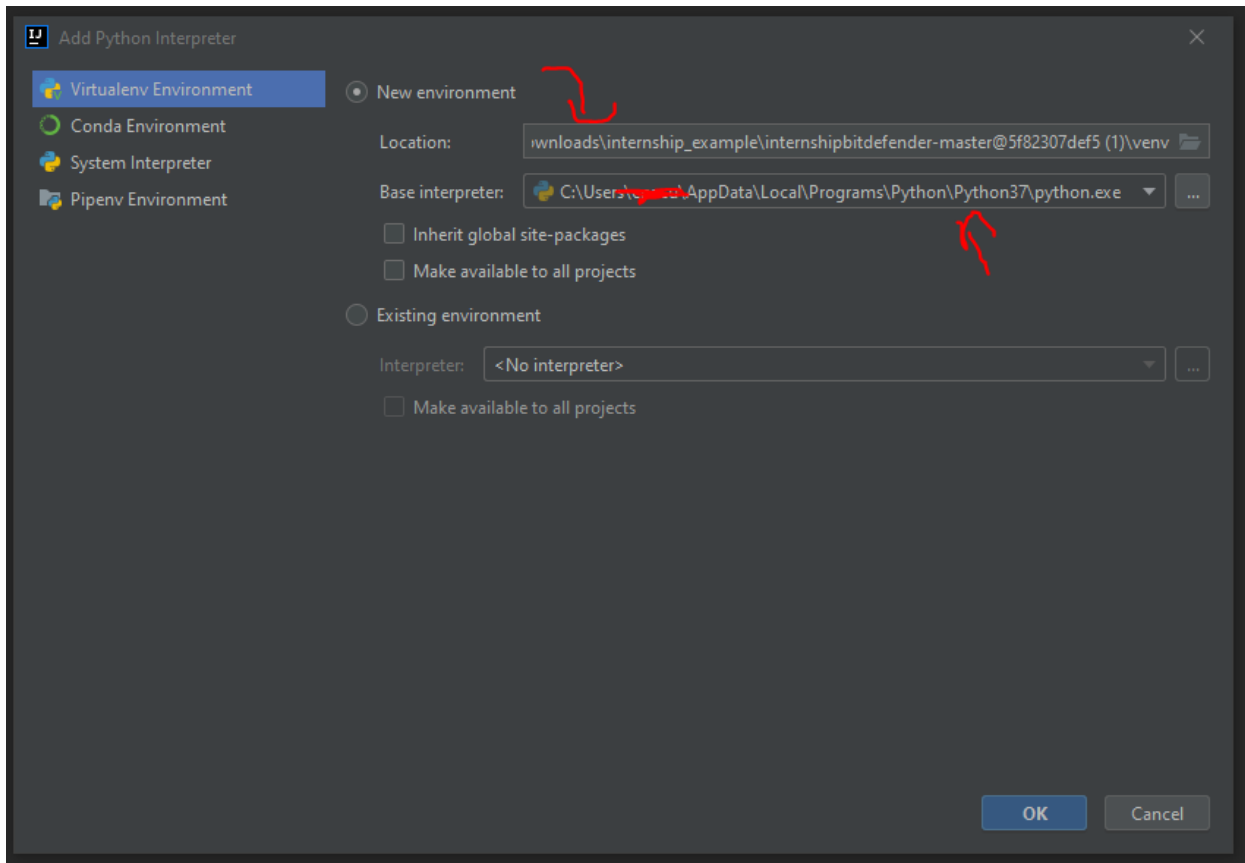 IJ Add Python Interpreter
Virtualenv Environment
Conda Environment
System Interpreter
Pipenv Environment
New environment
Location: ownloads\internship_example\internshipbitdefender-master@5f82307def5 (1)\venv
Base interpreter: C:\Users\ \AppData\Local\Programs\Python\Python37\python.exe ...
Inherit global site-packages
Make available to all projects
Existing environment
Interpreter: <No interpreter> ...
Make available to all projects
OK Cancel